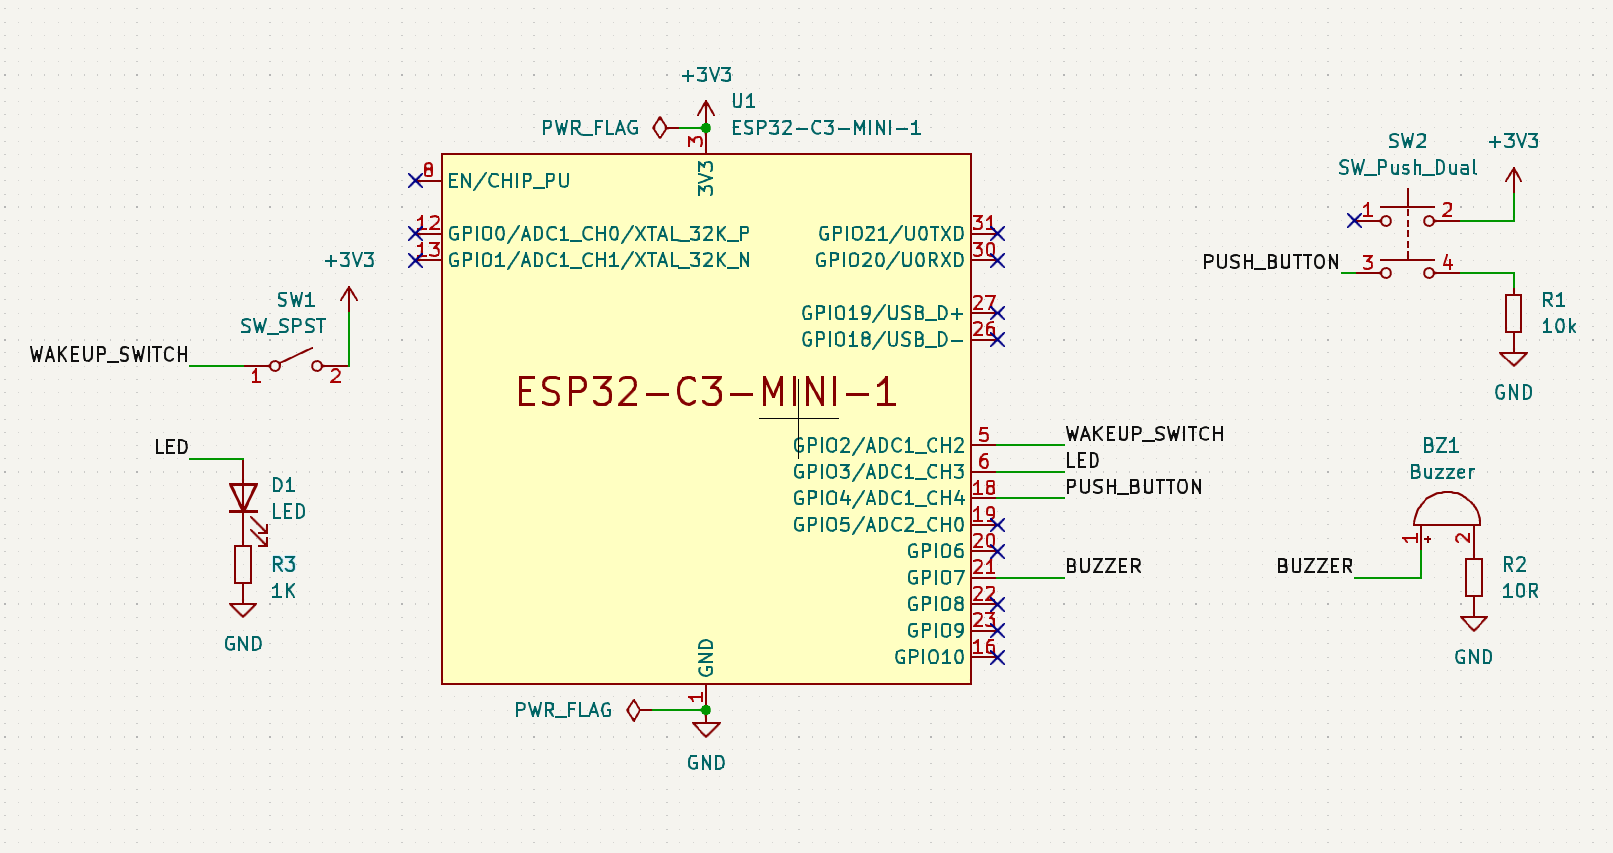 +3V3
U1
PWR_FLAG
ESP32-C3-MINI-1
3
3V3
8
EN/CHIP_PU
12
GPIO0/ADC1_CH0/XTAL_32K_P
13
GPIO1/ADC1_CH1/XTAL_32K_N
31
GPIO21/U0TXD
30
GPIO20/U0RXD
27
GPIO19/USB_D+
26
GPIO18/USB_D-
ESP32-C3-MINI-1
5
GPIO2/ADC1_CH2
WAKEUP_SWITCH
6
GPIO3/ADC1_CH3
LED
18
GPIO4/ADC1_CH4
PUSH_BUTTON
19
GPIO5/ADC2_CH0
20
GPIO6
21
GPIO7
BUZZER
22
GPIO8
23
GPIO9
16
GPIO10
GND
1
PWR_FLAG
GND
+3V3
SW1
SW_SPST
WAKEUP_SWITCH
1
2
LED
D1
LED
R3
1K
GND
SW2
SW_Push_Dual
+3V3
1
2
PUSH_BUTTON
3
4
R1
10k
GND
BZ1
Buzzer
1
+
2
BUZZER
R2
10R
GND